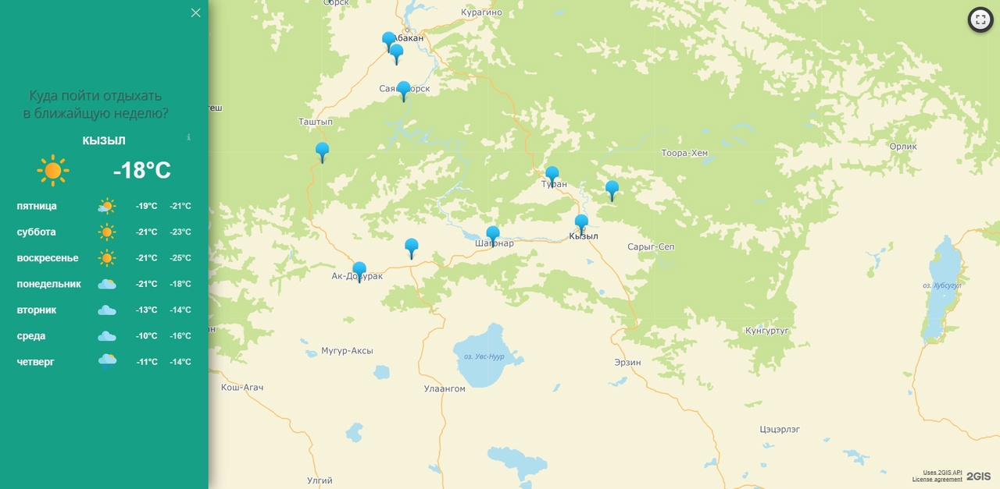 Куда пойти отдыхать
в ближайщую неделю?
КЫЗЫЛ
i
-18°C
пятница -19°C -21°C
суббота -21°C -23°C
воскресенье -21°C -25°C
понедельник -21°C -18°C
вторник -13°C -14°C
среда -10°C -16°C
четверг -11°C -14°C
Сорск
Курагино
Абакан
Саяногорск
теш
Таштып
Тоора-Хем
Орлик
Туран
Кызыл
Шагонар
Сарыг-Сеп
Ак-Довурак
оз. Хубсугул
ан
Кунгуртуг
Мугур-Аксы
оз. Увс-Нуур
Эрзин
Кош-Агач
Улаангом
Цэцэрлэг
Улгий
Uses 2GIS API
License agreement
2GIS